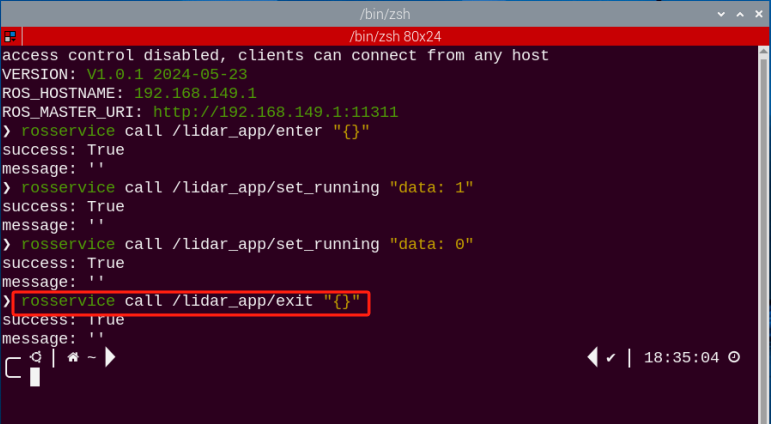 /bin/zsh
/bin/zsh 80x24
access control disabled, clients can connect from any host
VERSION: V1.0.1 2024-05-23
ROS_HOSTNAME: 192.168.149.1
ROS_MASTER_URI: http://192.168.149.1:11311
❯ rosservice call /lidar_app/enter "{}"
success: True
message: ''
❯ rosservice call /lidar_app/set_running "data: 1"
success: True
message: ''
❯ rosservice call /lidar_app/set_running "data: 0"
success: True
message: ''
❯ rosservice call /lidar_app/exit "{}"
success: True
message: ''
~ ✔ 18:35:04